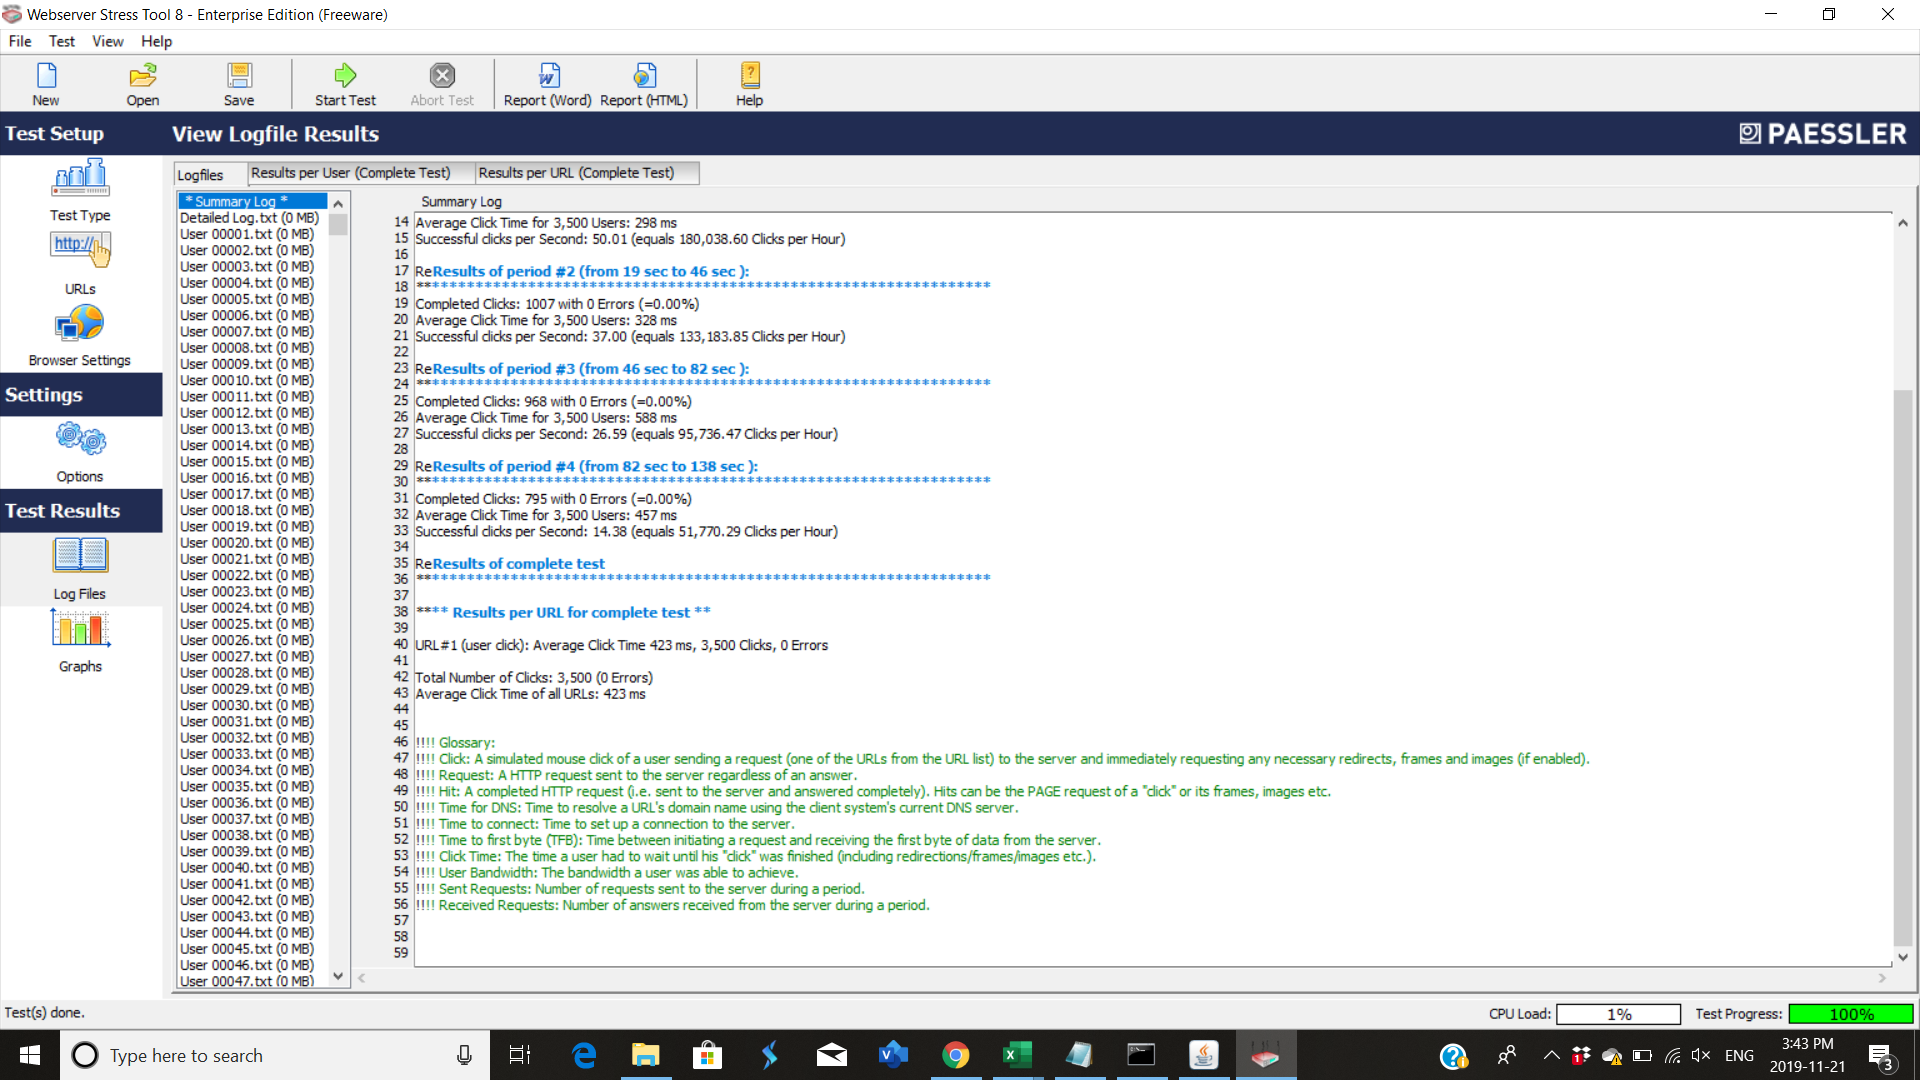 Webserver Stress Tool 8 - Enterprise Edition (Freeware)
File Test View Help
New Open Save Start Test Abort Test Report (Word) Report (HTML) Help
Test Setup
View Logfile Results
PAESSLER
Test Type
http://
URLs
Browser Settings
Settings
Options
Test Results
Log Files
Graphs
Logfiles Results per User (Complete Test) Results per URL (Complete Test)
* Summary Log *
Detailed Log.txt (0 MB)
User 00001.txt (0 MB)
User 00002.txt (0 MB)
User 00003.txt (0 MB)
User 00004.txt (0 MB)
User 00005.txt (0 MB)
User 00006.txt (0 MB)
User 00007.txt (0 MB)
User 00008.txt (0 MB)
User 00009.txt (0 MB)
User 00010.txt (0 MB)
User 00011.txt (0 MB)
User 00012.txt (0 MB)
User 00013.txt (0 MB)
User 00014.txt (0 MB)
User 00015.txt (0 MB)
User 00016.txt (0 MB)
User 00017.txt (0 MB)
User 00018.txt (0 MB)
User 00019.txt (0 MB)
User 00020.txt (0 MB)
User 00021.txt (0 MB)
User 00022.txt (0 MB)
User 00023.txt (0 MB)
User 00024.txt (0 MB)
User 00025.txt (0 MB)
User 00026.txt (0 MB)
User 00027.txt (0 MB)
User 00028.txt (0 MB)
User 00029.txt (0 MB)
User 00030.txt (0 MB)
User 00031.txt (0 MB)
User 00032.txt (0 MB)
User 00033.txt (0 MB)
User 00034.txt (0 MB)
User 00035.txt (0 MB)
User 00036.txt (0 MB)
User 00037.txt (0 MB)
User 00038.txt (0 MB)
User 00039.txt (0 MB)
User 00040.txt (0 MB)
User 00041.txt (0 MB)
User 00042.txt (0 MB)
User 00043.txt (0 MB)
User 00044.txt (0 MB)
User 00045.txt (0 MB)
User 00046.txt (0 MB)
User 00047.txt (0 MB)
Summary Log
14 Average Click Time for 3,500 Users: 298 ms
15 Successful clicks per Second: 50.01 (equals 180,038.60 Clicks per Hour)
16
17 ReResults of period #2 (from 19 sec to 46 sec ):
18 ****************************************************************
19 Completed Clicks: 1007 with 0 Errors (=0.00%)
20 Average Click Time for 3,500 Users: 328 ms
21 Successful clicks per Second: 37.00 (equals 133,183.85 Clicks per Hour)
22
23 ReResults of period #3 (from 46 sec to 82 sec ):
24 ****************************************************************
25 Completed Clicks: 968 with 0 Errors (=0.00%)
26 Average Click Time for 3,500 Users: 588 ms
27 Successful clicks per Second: 26.59 (equals 95,736.47 Clicks per Hour)
28
29 ReResults of period #4 (from 82 sec to 138 sec ):
30 ****************************************************************
31 Completed Clicks: 795 with 0 Errors (=0.00%)
32 Average Click Time for 3,500 Users: 457 ms
33 Successful clicks per Second: 14.38 (equals 51,770.29 Clicks per Hour)
34
35 ReResults of complete test
36 ****************************************************************
37
38 **** Results per URL for complete test **
39
40 URL#1 (user click): Average Click Time 423 ms, 3,500 Clicks, 0 Errors
41
42 Total Number of Clicks: 3,500 (0 Errors)
43 Average Click Time of all URLs: 423 ms
44
45
46 !!!! Glossary:
47 !!!! Click: A simulated mouse click of a user sending a request (one of the URLs from the URL list) to the server and immediately requesting any necessary redirects, frames and images (if enabled).
48 !!!! Request: A HTTP request sent to the server regardless of an answer.
49 !!!! Hit: A completed HTTP request (i.e. sent to the server and answered completely). Hits can be the PAGE request of a "click" or its frames, images etc.
50 !!!! Time for DNS: Time to resolve a URL's domain name using the client system's current DNS server.
51 !!!! Time to connect: Time to set up a connection to the server.
52 !!!! Time to first byte (TFB): Time between initiating a request and receiving the first byte of data from the server.
53 !!!! Click Time: The time a user had to wait until his "click" was finished (including redirections/frames/images etc.).
54 !!!! User Bandwidth: The bandwidth a user was able to achieve.
55 !!!! Sent Requests: Number of requests sent to the server during a period.
56 !!!! Received Requests: Number of answers received from the server during a period.
57
58
59
Test(s) done.
CPU Load: 1% Test Progress: 100%
Type here to search
ENG
3:43 PM
2019-11-21
3